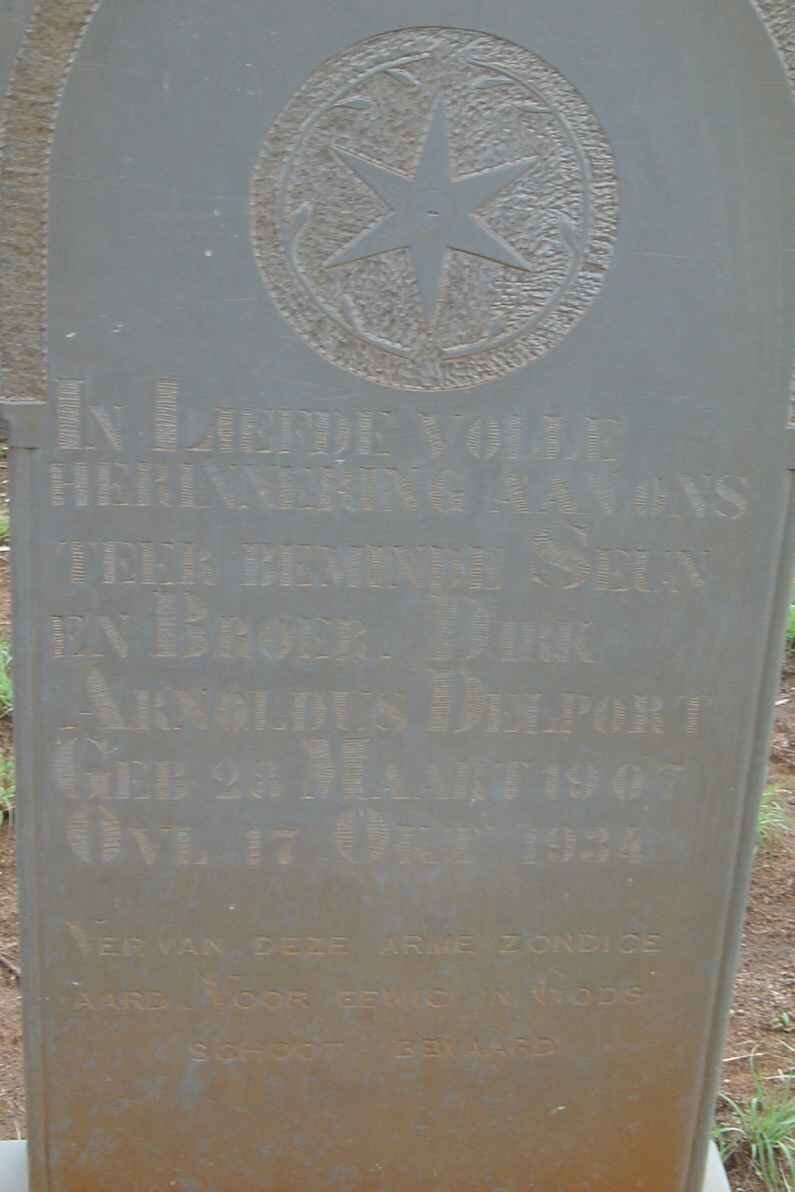 IN LIEFDE VOLLE
HERINNERING AAN ONS
TEER BEMINDE SEUN
EN BROER. DIRK
ARNOLDUS DELPORT
GEB 28 MAART 1907
OVL 17 OKT 1934
VER VAN DEZE ARME ZONDIGE
AARD. VOOR EEWIG IN GODS
SCHOOT BEWAARD